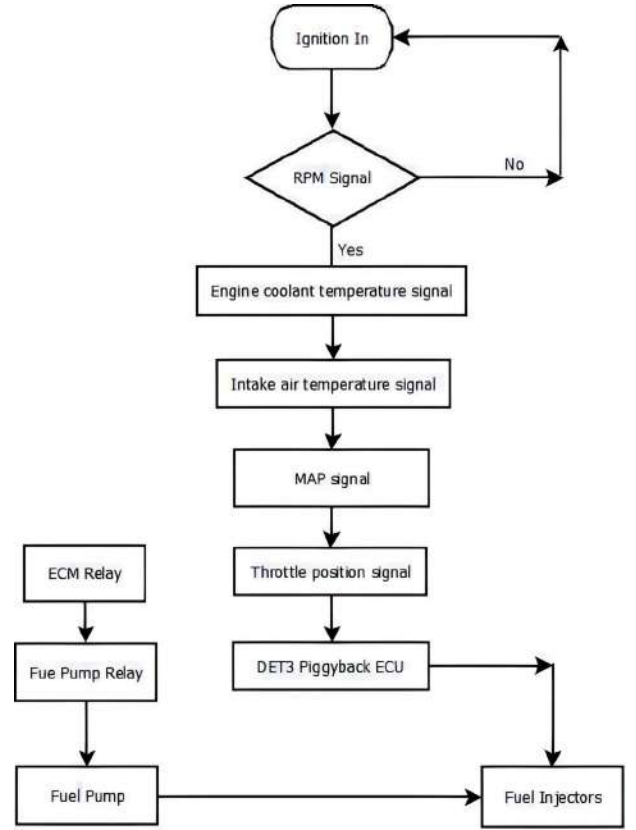 Ignition In
RPM Signal
No
Yes
Engine coolant temperature signal
Intake air temperature signal
MAP signal
Throttle position signal
ECM Relay
DET3 Piggyback ECU
Fue Pump Relay
Fuel Pump
Fuel Injectors